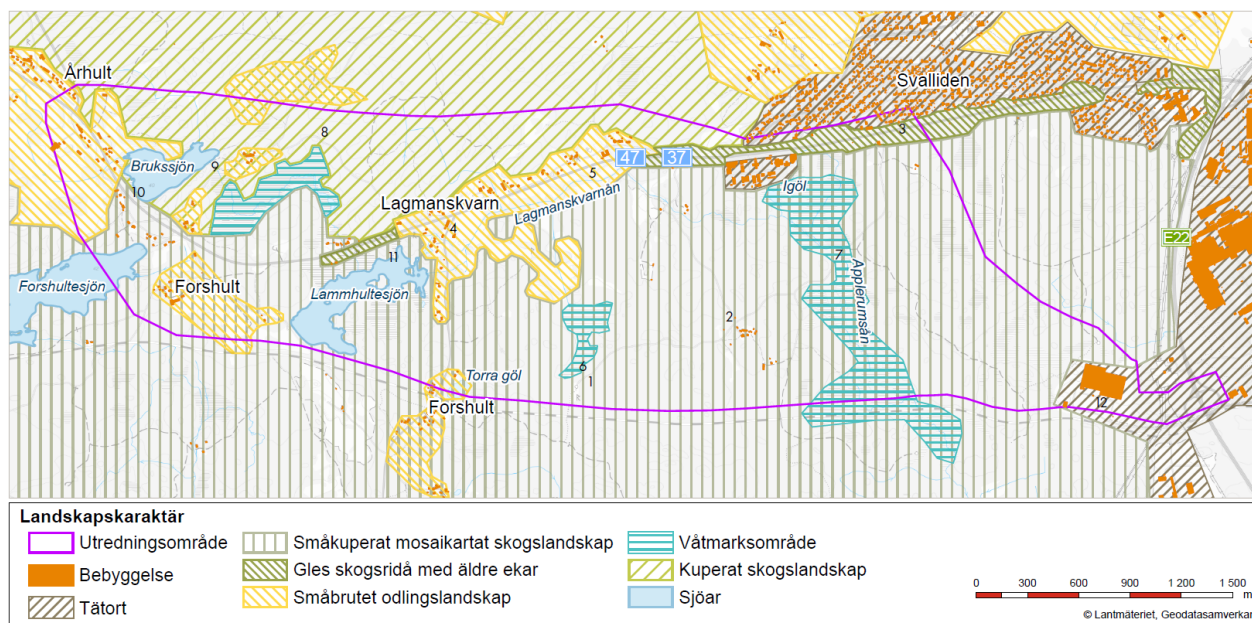 Århult
Svalliden
8
3
Brukssjön
9
47
37
5
10
Igöl
Lagmanskvarn
Lagmanskvarnån
4
E22
11
7
Forshultesjön
Forshult
Lammhultesjön
Applerumsån
2
6
Torra göl
1
Forshult
12
Landskapskaraktär
Utredningsområde
Småkuperat mosaikartat skogslandskap
Våtmarksområde
Bebyggelse
Gles skogsridå med äldre ekar
Kuperat skogslandskap
Tätort
Småbrutet odlingslandskap
Sjöar
0 300 600 900 1 200 1 500
m
© Lantmäteriet, Geodatasamverkan